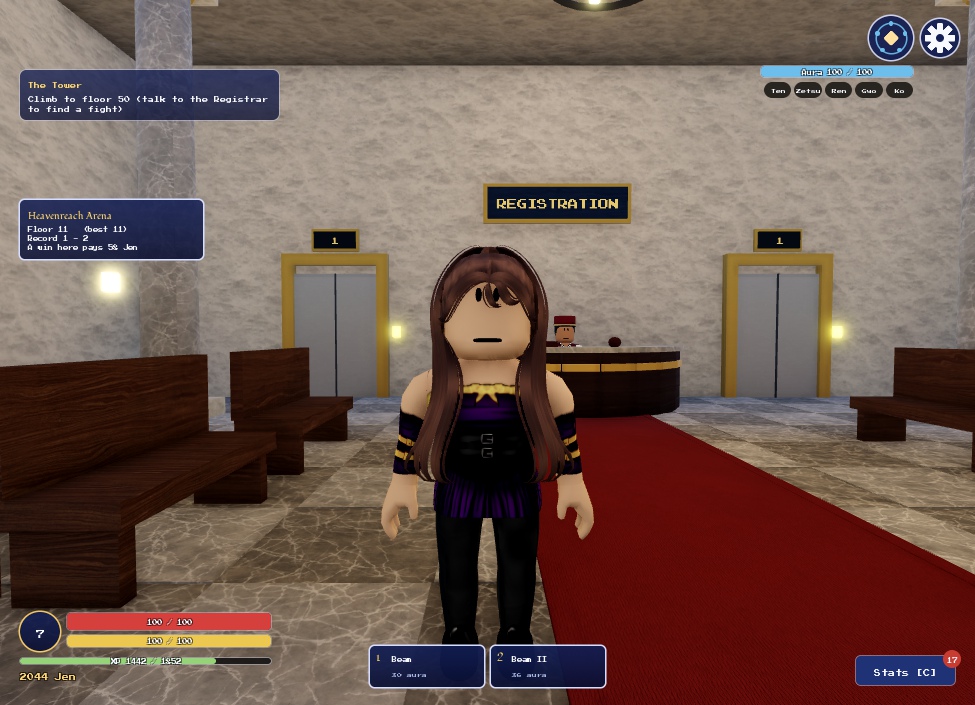 Aura 100 / 100
Ten Zetsu Ren Gyo Ko
The Tower
Climb to floor 50 (talk to the Registrar
to find a fight)
Heavenreach Arena
Floor 11 (best 11)
Record 1 - 2
A win here pays 58 Jen
REGISTRATION
1
1
7
100 / 100
100 / 100
XP 1442 / 1852
2044 Jen
1 Beam
30 aura
2 Beam II
36 aura
Stats [C]
17